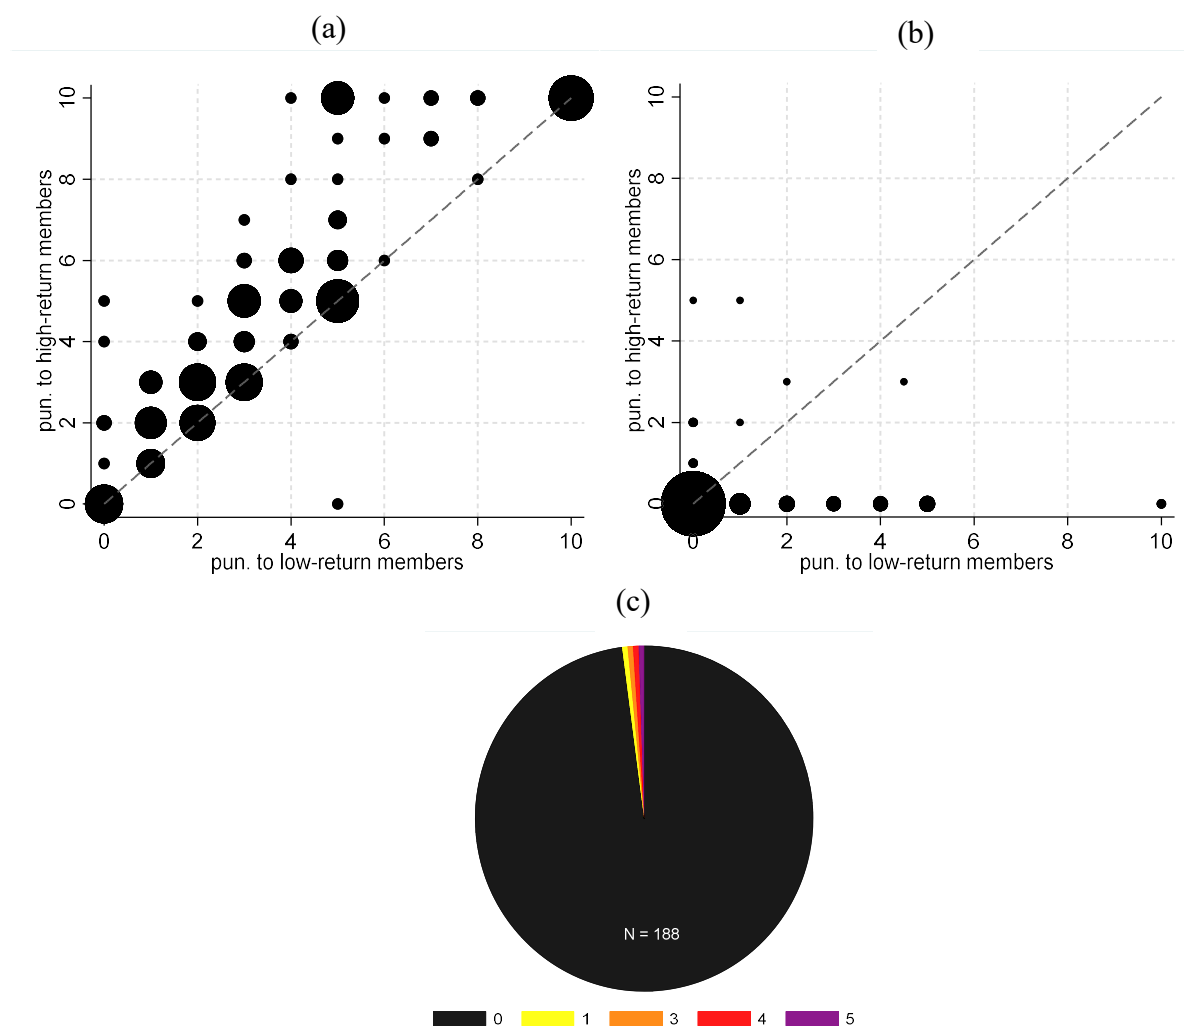 (a)
(b)
pun. to high-return members
10
8
6
4
2
0
0 2 4 6 8 10
pun. to low-return members
pun. to high-return members
10
8
6
4
2
0
0 2 4 6 8 10
pun. to low-return members
(c)
N = 188
0 1 3 4 5